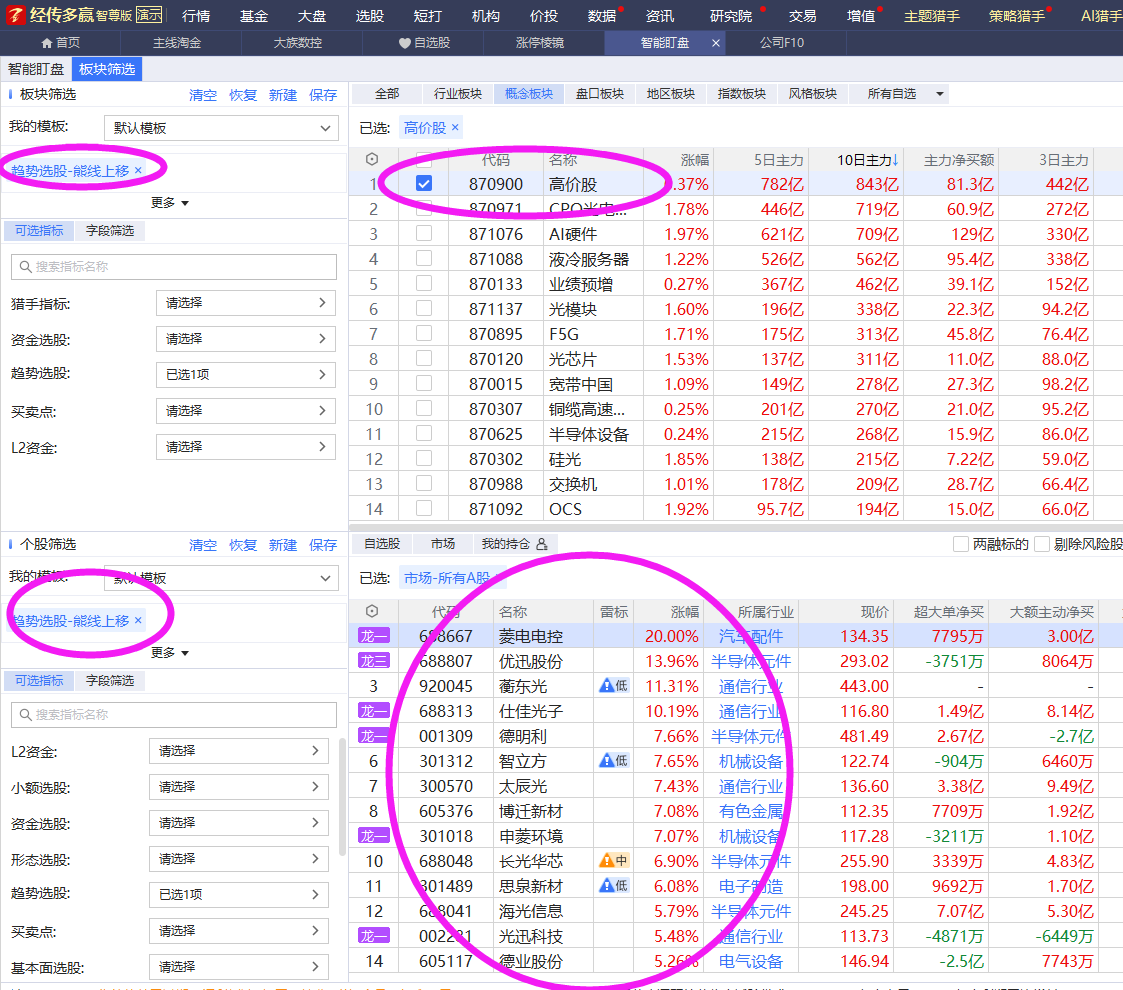 经传多赢 智尊版 演示 行情 基金 大盘 选股 短打 机构 价投 数据 资讯 研究院 交易 增值 主题猎手 策略猎手 AI猎手
首页 主线淘金 大族数控 自选股 涨停棱镜 智能盯盘 × 公司F10
智能盯盘 板块筛选
板块筛选 清空 恢复 新建 保存
我的模板: 默认模板
趋势选股-熊线上移 ×
更多
可选指标 字段筛选
搜索指标名称
猎手指标: 请选择
资金选股: 请选择
趋势选股: 已选1项
买卖点: 请选择
L2资金: 请选择
全部 行业板块 概念板块 盘口板块 地区板块 指数板块 风格板块 所有自选
已选: 高价股 ×
代码 名称 涨幅 5日主力 10日主力↓ 主力净买额 3日主力
1 870900 高价股 .37% 782亿 843亿 81.3亿 442亿
2 870971 CPO光电... 1.78% 446亿 719亿 60.9亿 272亿
3 871076 AI硬件 1.97% 621亿 709亿 129亿 330亿
4 871088 液冷服务器 1.22% 526亿 562亿 95.4亿 338亿
5 870133 业绩预增 0.27% 367亿 462亿 39.1亿 152亿
6 871137 光模块 1.60% 196亿 338亿 22.3亿 94.2亿
7 870895 F5G 1.71% 175亿 313亿 45.8亿 76.4亿
8 870120 光芯片 1.53% 137亿 311亿 11.0亿 88.0亿
9 870015 宽带中国 1.09% 149亿 278亿 27.3亿 98.2亿
10 870307 铜缆高速... 0.25% 201亿 270亿 21.0亿 95.2亿
11 870625 半导体设备 0.24% 215亿 268亿 15.9亿 86.0亿
12 870302 硅光 1.85% 138亿 215亿 7.22亿 59.0亿
13 870988 交换机 1.01% 178亿 209亿 28.7亿 66.4亿
14 871092 OCS 1.92% 95.7亿 194亿 15.0亿 66.0亿
个股筛选 清空 恢复 新建 保存
我的模板: 默认模板
趋势选股-熊线上移 ×
更多
可选指标 字段筛选
搜索指标名称
L2资金: 请选择
小额选股: 请选择
资金选股: 请选择
形态选股: 请选择
趋势选股: 已选1项
买卖点: 请选择
基本面选股: 请选择
自选股 市场 我的持仓 两融标的 剔除风险股
已选: 市场-所有A股
代码 名称 雷标 涨幅 所属行业 现价 超大单净买 大额主动净买
龙一 688667 菱电电控 20.00% 汽车配件 134.35 7795万 3.00亿
龙三 688807 优迅股份 13.96% 半导体元件 293.02 -3751万 8064万
3 920045 蘅东光 低 11.31% 通信行业 443.00 - -
龙一 688313 仕佳光子 10.19% 通信行业 116.80 1.49亿 8.14亿
龙一 001309 德明利 7.66% 半导体元件 481.49 2.67亿 -2.7亿
6 301312 智立方 低 7.65% 机械设备 122.74 -904万 6460万
7 300570 太辰光 7.43% 通信行业 136.60 3.38亿 9.49亿
8 605376 博迁新材 7.08% 有色金属 112.35 7709万 1.92亿
龙一 301018 申菱环境 7.07% 机械设备 117.28 -3211万 1.10亿
10 688048 长光华芯 中 6.90% 半导体元件 255.90 3339万 4.83亿
11 301489 思泉新材 低 6.08% 电子制造 198.00 9692万 1.70亿
12 688041 海光信息 5.79% 半导体元件 245.25 7.07亿 5.30亿
龙一 002281 光迅科技 5.48% 通信行业 113.73 -4871万 -6449万
14 605117 德业股份 5.26% 电气设备 146.94 -2.5亿 7743万